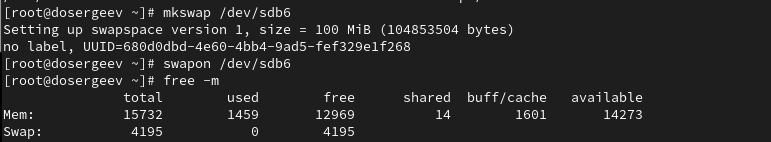 [root@dosergeev ~]# mkswap /dev/sdb6
Setting up swapspace version 1, size = 100 MiB (104853504 bytes)
no label, UUID=680d0dbd-4e60-4bb4-9ad5-fef329e1f268
[root@dosergeev ~]# swapon /dev/sdb6
[root@dosergeev ~]# free -m
total used free shared buff/cache available
Mem: 15732 1459 12969 14 1601 14273
Swap: 4195 0 4195